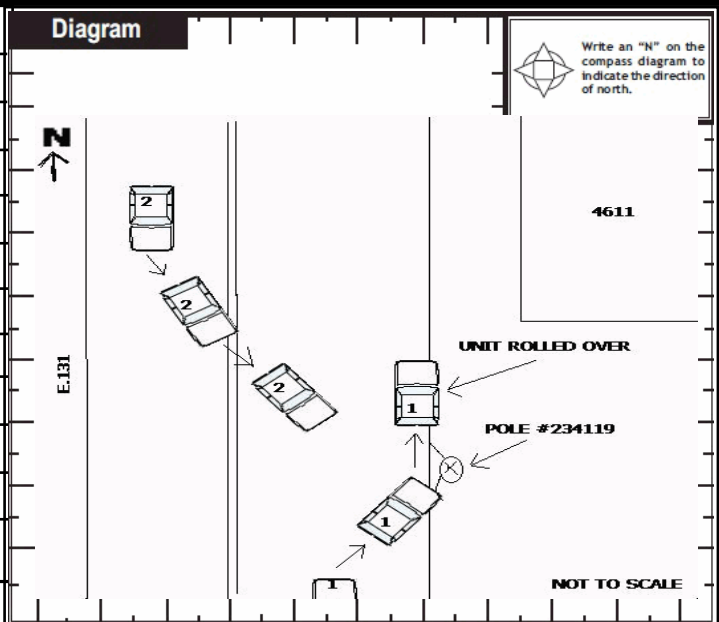 Diagram
Write an “N” on the
compass diagram to
indicate the direction
of north.
N
2
4611
2
E.131
UNIT ROLLED OVER
2
1
POLE #234119
1
1
NOT TO SCALE